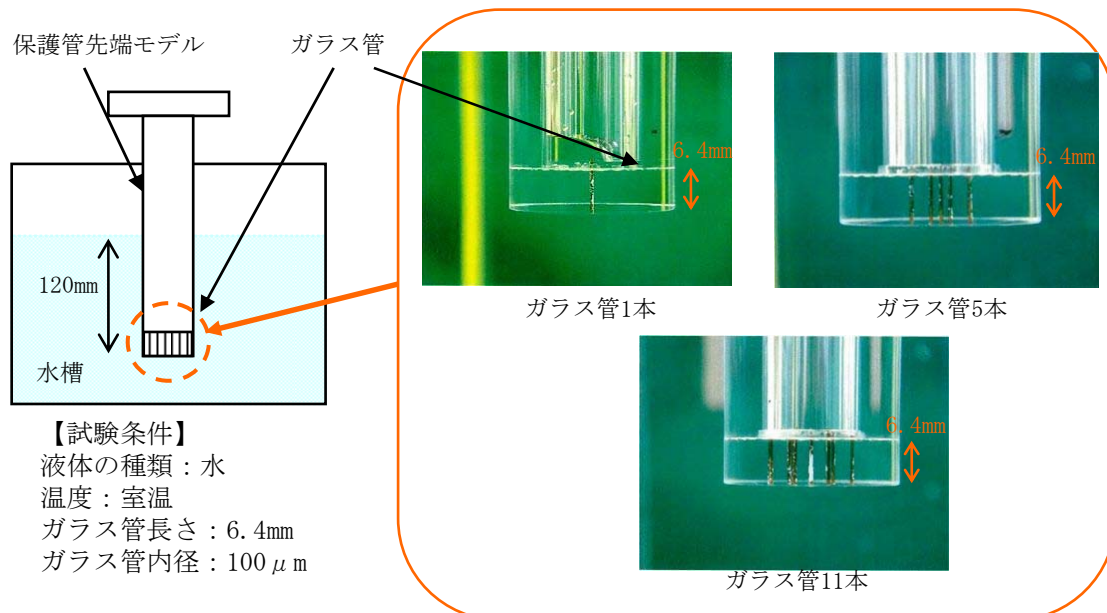 保護管先端モデル
ガラス管
120mm
水槽
【試験条件】
液体の種類：水
温度：室温
ガラス管長さ：6.4mm
ガラス管内径：100μm
6.4mm
ガラス管1本
6.4mm
ガラス管5本
6.4mm
ガラス管11本